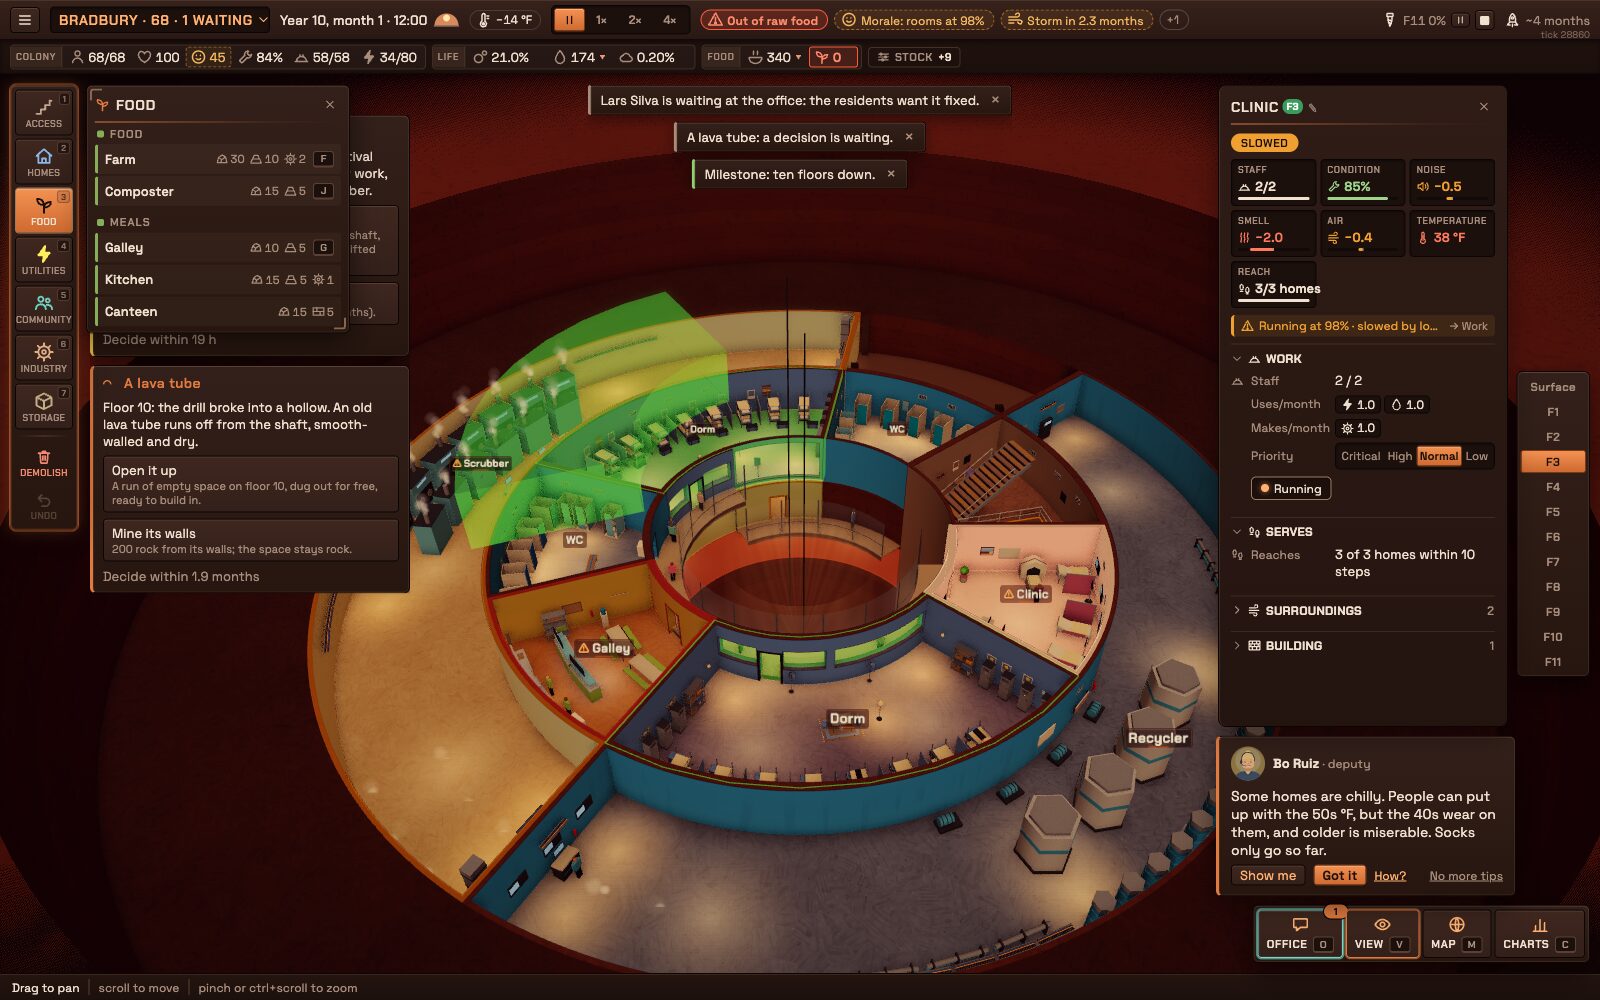 BRADBURY · 68 · 1 WAITING
Year 10, month 1 · 12:00
-14 °F
1x
2x
4x
Out of raw food
Morale: rooms at 98%
Storm in 2.3 months
+1
F11 0%
~4 months
tick 28860
COLONY
68/68
100
45
84%
58/58
34/80
LIFE
21.0%
174
0.20%
FOOD
340
0
STOCK +9
ACCESS 1
HOMES 2
FOOD 3
UTILITIES 4
COMMUNITY 5
INDUSTRY 6
STORAGE 7
DEMOLISH
UNDO
FOOD
FOOD
Farm 30 10 2 F
Composter 15 5 J
MEALS
Galley 10 5 G
Kitchen 15 5 1
Canteen 15 5
tival
work,
ber.
shaft,
ifted
ths).
Decide within 19 h
A lava tube
Floor 10: the drill broke into a hollow. An old
lava tube runs off from the shaft, smooth-
walled and dry.
Open it up
A run of empty space on floor 10, dug out for free,
ready to build in.
Mine its walls
200 rock from its walls; the space stays rock.
Decide within 1.9 months
Lars Silva is waiting at the office: the residents want it fixed.
A lava tube: a decision is waiting.
Milestone: ten floors down.
Dorm
WC
Scrubber
WC
Clinic
Galley
Dorm
Recycler
CLINIC F3
SLOWED
STAFF
2/2
CONDITION
85%
NOISE
-0.5
SMELL
-2.0
AIR
-0.4
TEMPERATURE
38 °F
REACH
3/3 homes
Running at 98% · slowed by lo... → Work
WORK
Staff 2 / 2
Uses/month 1.0 1.0
Makes/month 1.0
Priority Critical High Normal Low
Running
SERVES
Reaches 3 of 3 homes within 10
steps
SURROUNDINGS 2
BUILDING 1
Surface
F1
F2
F3
F4
F5
F6
F7
F8
F9
F10
F11
Bo Ruiz · deputy
Some homes are chilly. People can put
up with the 50s °F, but the 40s wear on
them, and colder is miserable. Socks
only go so far.
Show me
Got it
How?
No more tips
1
OFFICE O
VIEW V
MAP M
CHARTS C
Drag to pan
scroll to move
pinch or ctrl+scroll to zoom